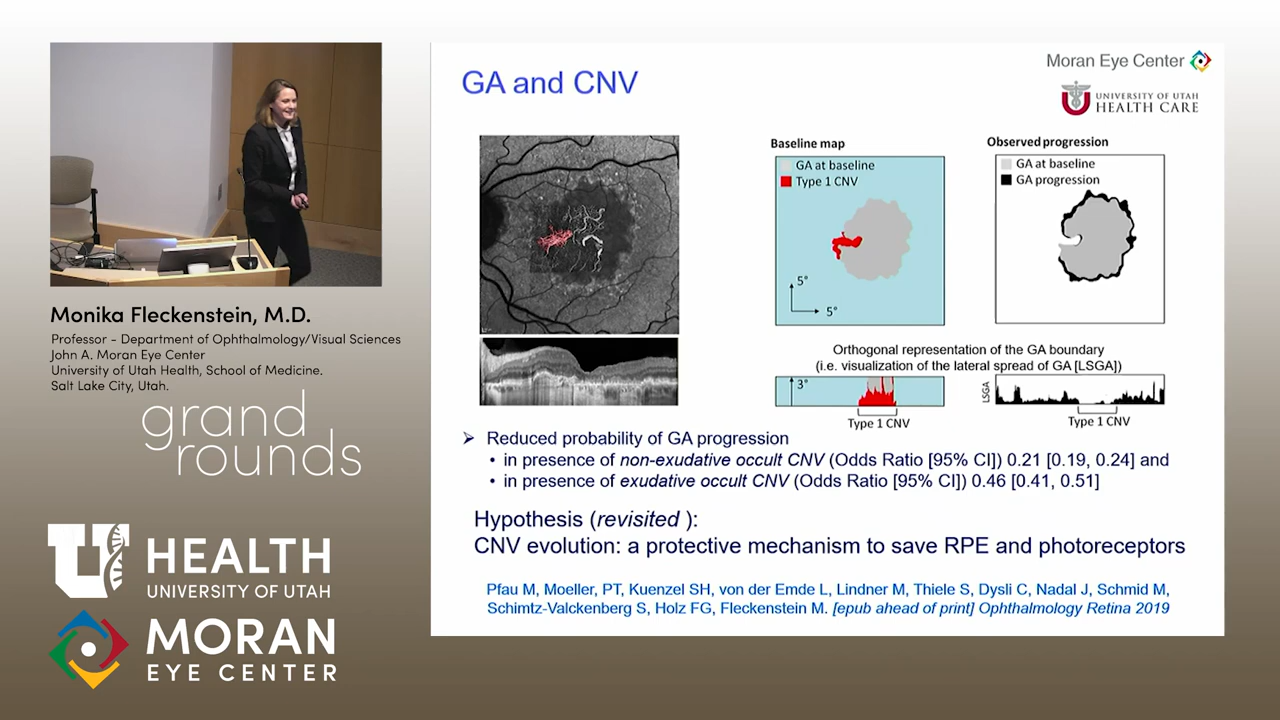 Monika Fleckenstein, M.D.
Professor - Department of Ophthalmology/Visual Sciences
John A. Moran Eye Center
University of Utah Health, School of Medicine.
Salt Lake City, Utah.
grand
rounds
U HEALTH
UNIVERSITY OF UTAH
MORAN
EYE CENTER
GA and CNV
Moran Eye Center
UNIVERSITY OF UTAH
HEALTH CARE
Baseline map
GA at baseline
Type 1 CNV
5°
5°
Observed progression
GA at baseline
GA progression
Orthogonal representation of the GA boundary
(i.e. visualization of the lateral spread of GA [LSGA])
3°
Type 1 CNV
LSGA
Type 1 CNV
➢ Reduced probability of GA progression
• in presence of non-exudative occult CNV (Odds Ratio [95% CI]) 0.21 [0.19, 0.24] and
• in presence of exudative occult CNV (Odds Ratio [95% CI]) 0.46 [0.41, 0.51]
Hypothesis (revisited ):
CNV evolution: a protective mechanism to save RPE and photoreceptors
Pfau M, Moeller, PT, Kuenzel SH, von der Emde L, Lindner M, Thiele S, Dysli C, Nadal J, Schmid M,
Schimtz-Valckenberg S, Holz FG, Fleckenstein M. [epub ahead of print] Ophthalmology Retina 2019